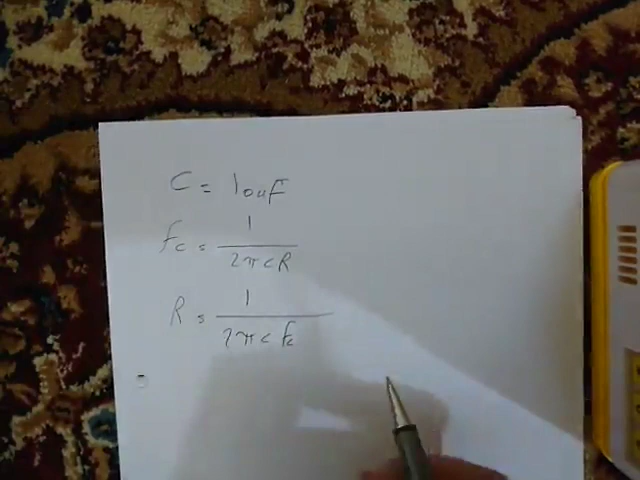 C = 10uF
fc = 1/2πcR
R = 1/2πcfc